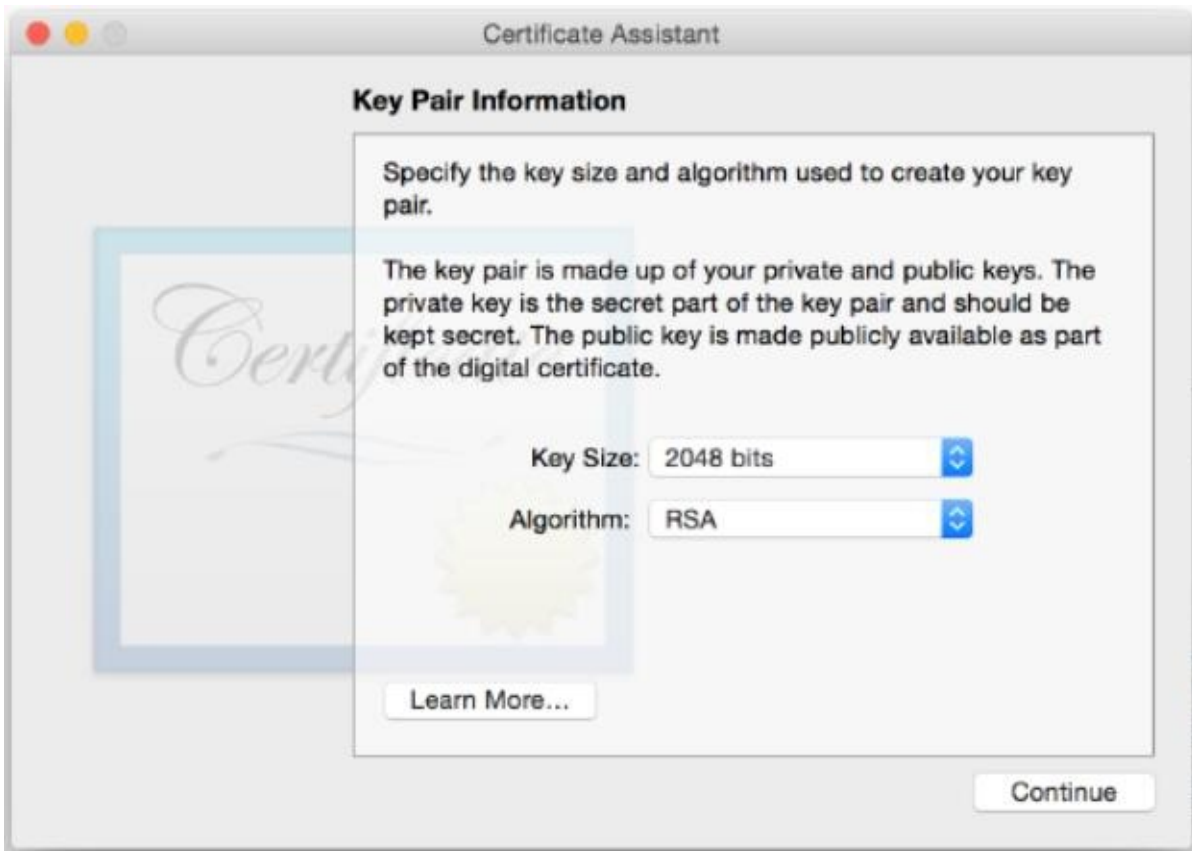 Certificate Assistant
Key Pair Information
Specify the key size and algorithm used to create your key
pair.
The key pair is made up of your private and public keys. The
private key is the secret part of the key pair and should be
kept secret. The public key is made publicly available as part
of the digital certificate.
Key Size: 2048 bits
Algorithm: RSA
Learn More...
Continue